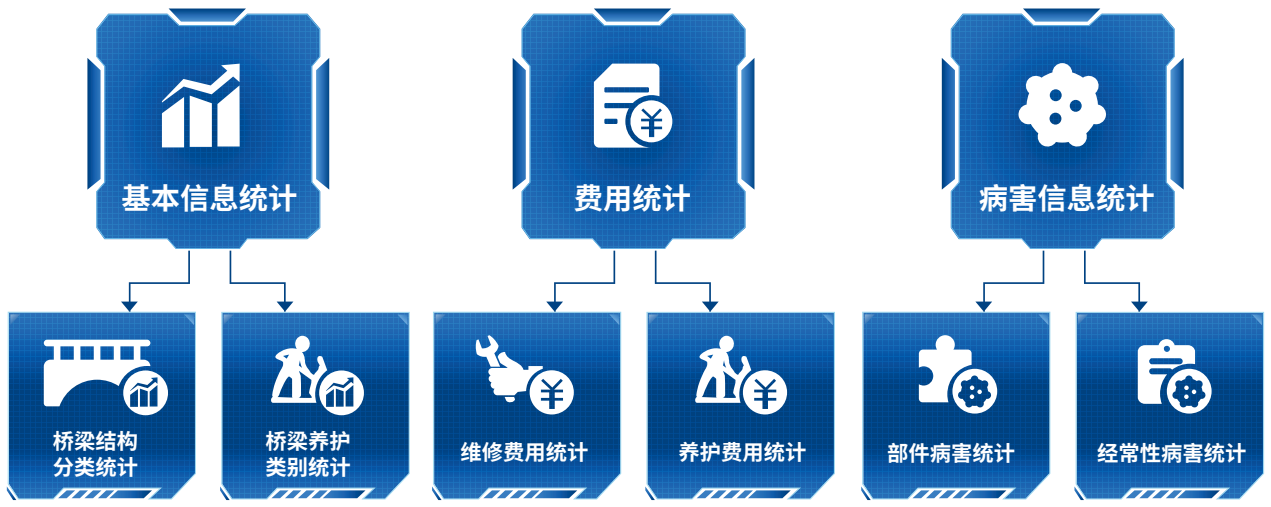 基本信息统计
费用统计
病害信息统计
桥梁结构
分类统计
桥梁养护
类别统计
维修费用统计
养护费用统计
部件病害统计
经常性病害统计